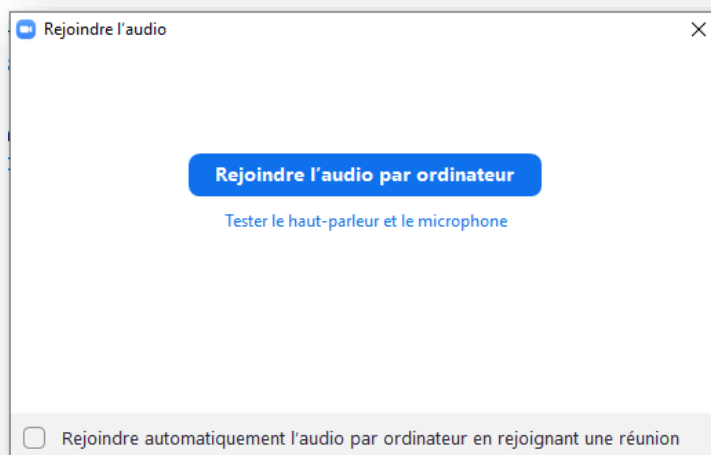 Rejoindre l'audio
Rejoindre l'audio par ordinateur
Tester le haut-parleur et le microphone
Rejoindre automatiquement l'audio par ordinateur en rejoignant une réunion